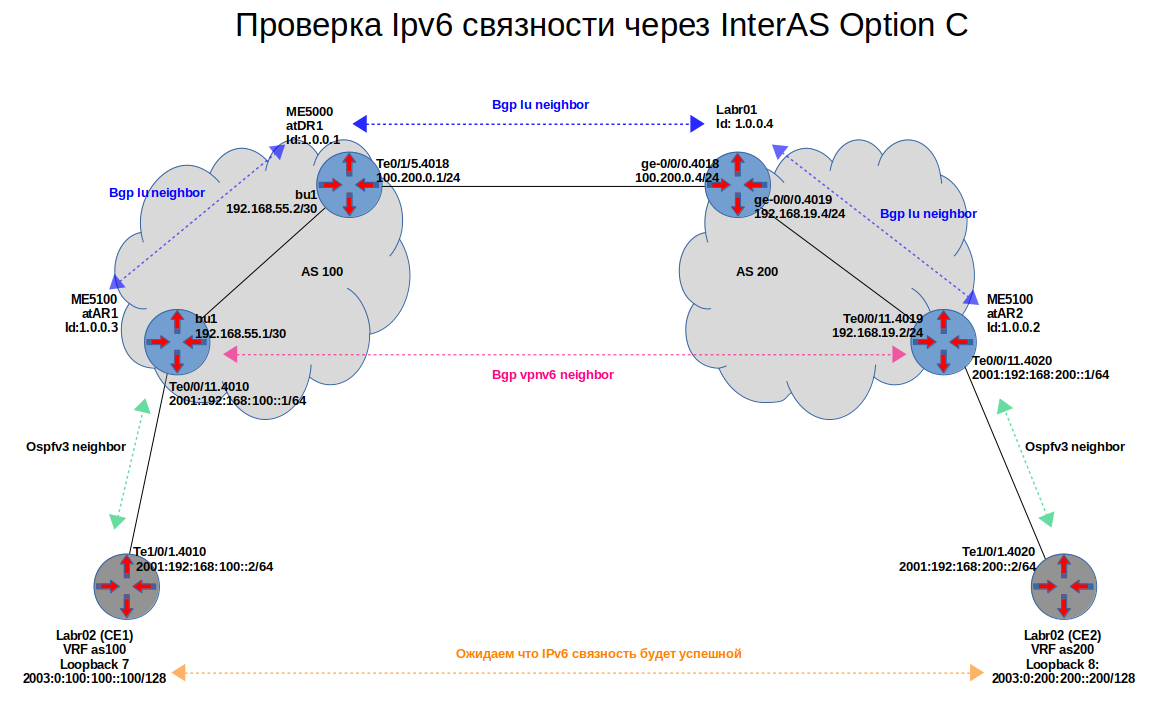 Проверка Ipv6 связности через InterAS Option C
Bgp lu neighbor
ME5000
atDR1
Id:1.0.0.1
Labr01
Id: 1.0.0.4
Te0/1/5.4018
100.200.0.1/24
ge-0/0/0.4018
100.200.0.4/24
Bgp lu neighbor
bu1
192.168.55.2/30
ge-0/0/0.4019
192.168.19.4/24
Bgp lu neighbor
AS 100
AS 200
ME5100
atAR1
Id:1.0.0.3
bu1
192.168.55.1/30
Te0/0/11.4019
192.168.19.2/24
ME5100
atAR2
Id:1.0.0.2
Bgp vpnv6 neighbor
Te0/0/11.4010
2001:192:168:100::1/64
Te0/0/11.4020
2001:192:168:200::1/64
Ospfv3 neighbor
Ospfv3 neighbor
Te1/0/1.4010
2001:192:168:100::2/64
Te1/0/1.4020
2001:192:168:200::2/64
Labr02 (CE1)
VRF as100
Loopback 7
2003:0:100:100::100/128
Ожидаем что IPv6 связность будет успешной
Labr02 (CE2)
VRF as200
Loopback 8:
2003:0:200:200::200/128